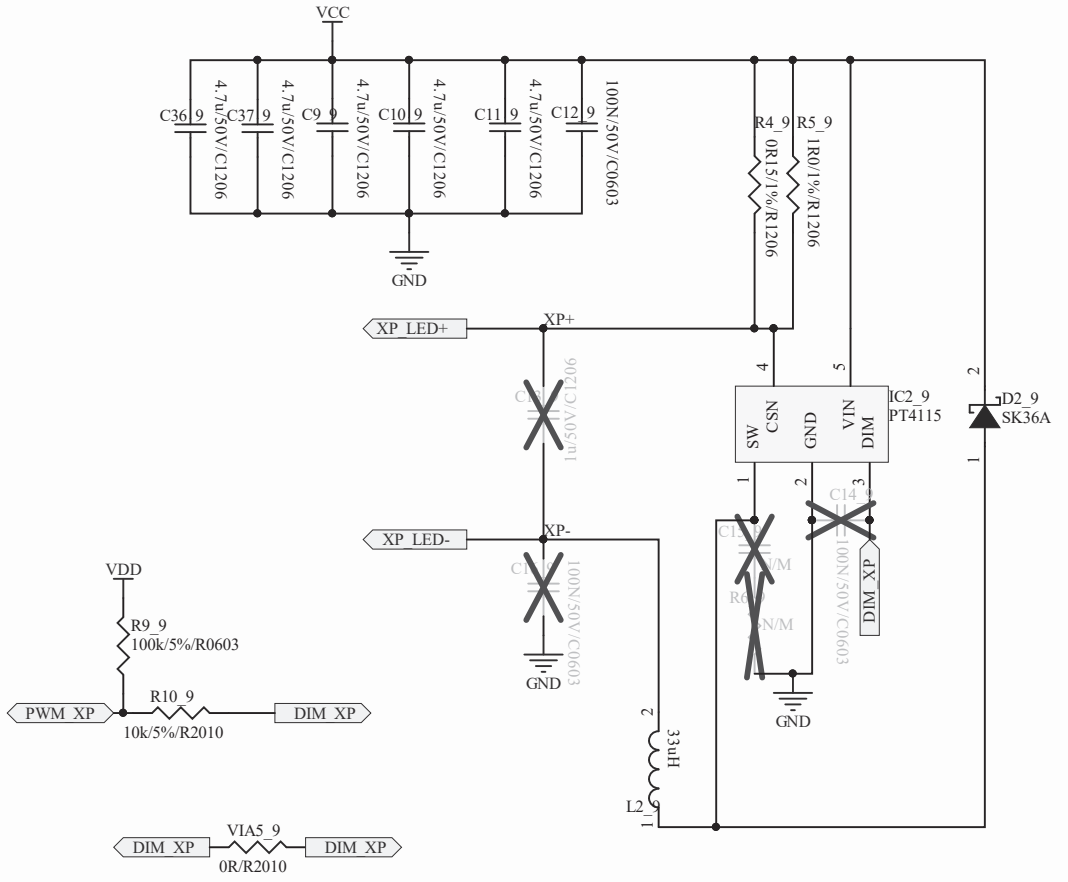 VCC
C36_9
4.7u/50V/C1206
C37_9
4.7u/50V/C1206
C9_9
4.7u/50V/C1206
C10_9
4.7u/50V/C1206
C11_9
4.7u/50V/C1206
C12_9
100N/50V/C0603
GND
R4_9
0R15/1%/R1206
R5_9
1R0/1%/R1206
XP_LED+
XP+
1u/50V/C1206
4
5
CSN
VIN
SW
GND
DIM
IC2_9
PT4115
1
2
3
2
D2_9
SK36A
1
XP_LED-
XP-
100N/50V/C0603
GND
C14_9
100N/50V/C0603
DIM_XP
N/M
N/M
GND
2
33uH
L2_9
1
VDD
R9_9
100k/5%/R0603
PWM_XP
R10_9
10k/5%/R2010
DIM_XP
DIM_XP
VIA5_9
0R/R2010
DIM_XP